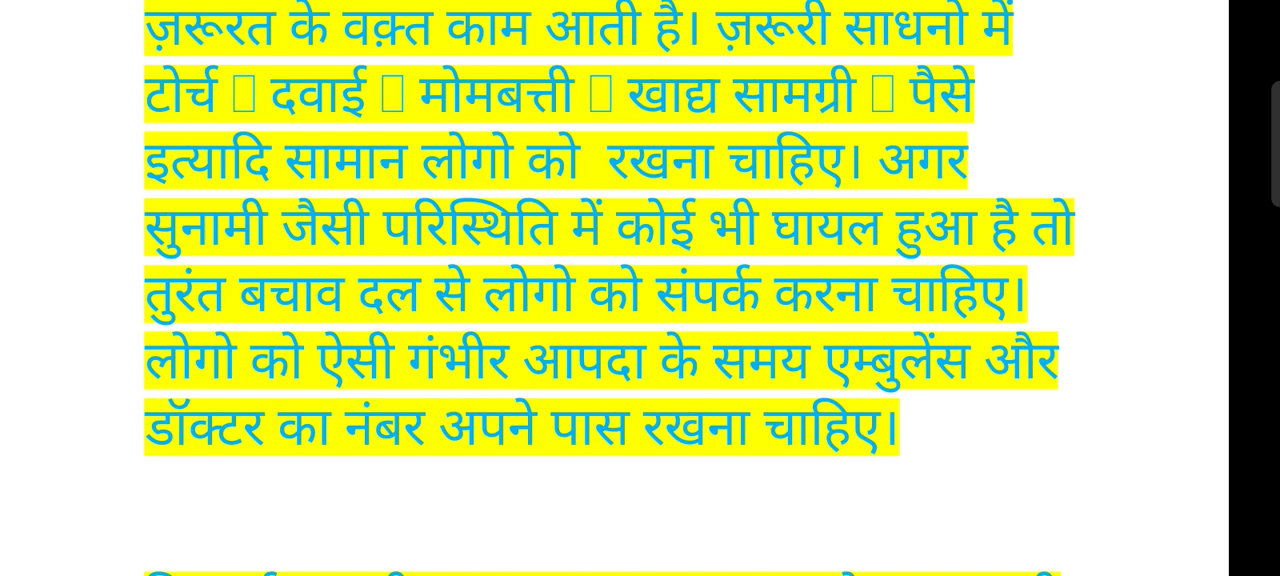 ज़रूरत के वक़्त काम आती है। ज़रूरी साधनो में
टोर्च  दवाई  मोमबत्ती  खाद्य सामग्री  पैसे
इत्यादि सामान लोगो को  रखना चाहिए। अगर
सुनामी जैसी परिस्थिति में कोई भी घायल हुआ है तो
तुरंत बचाव दल से लोगो को संपर्क करना चाहिए।
लोगो को ऐसी गंभीर आपदा के समय एम्बुलेंस और
डॉक्टर का नंबर अपने पास रखना चाहिए।